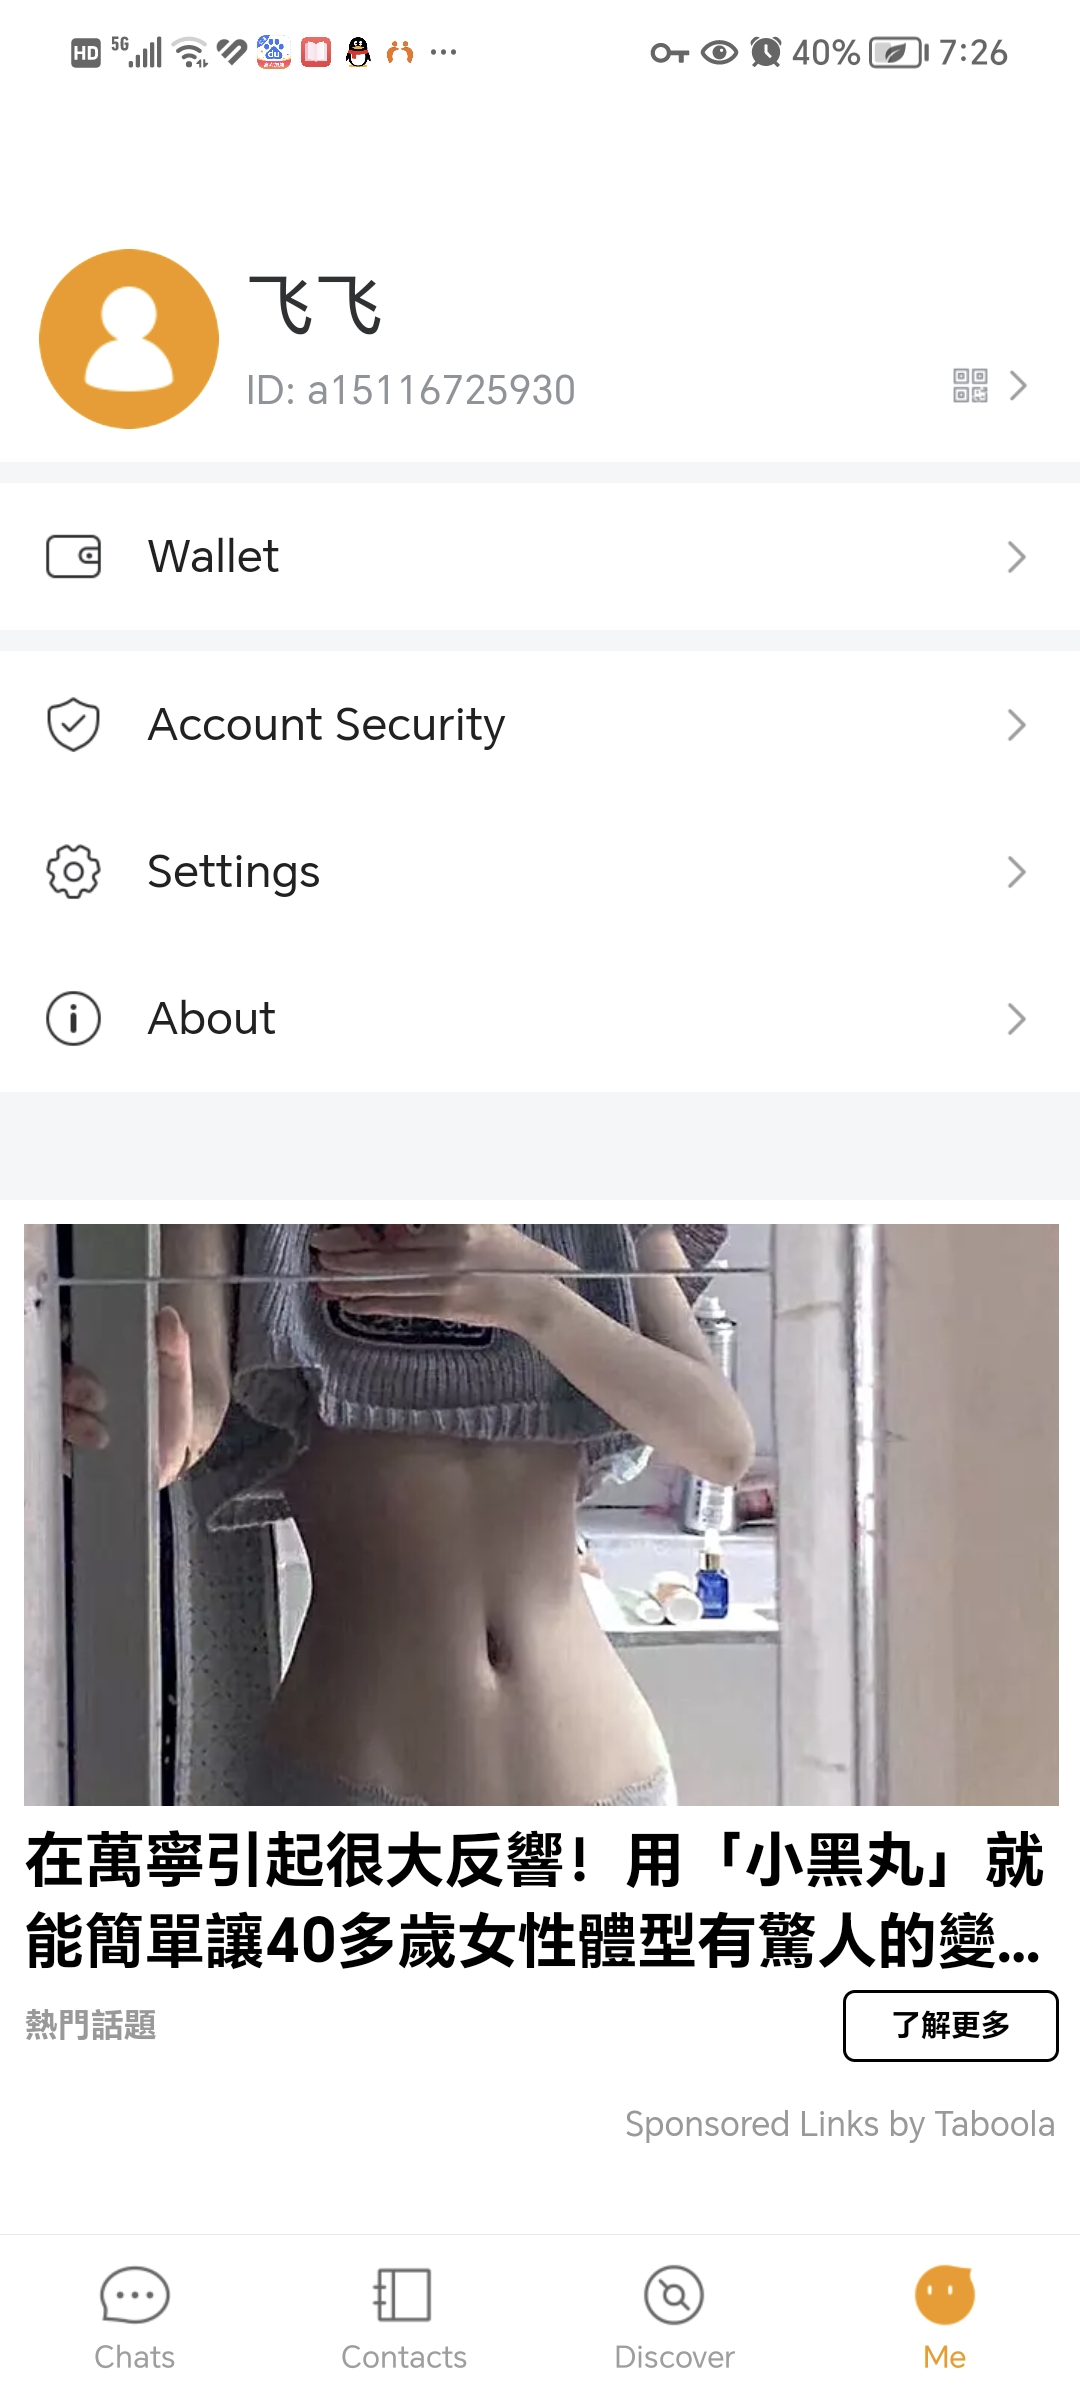 HD 5G 40% 7:26
飞飞
ID: a15116725930
Wallet
Account Security
Settings
About
在萬寧引起很大反響！用「小黑丸」就
能簡單讓40多歲女性體型有驚人的變...
熱門話題
了解更多
Sponsored Links by Taboola
Chats Contacts Discover Me